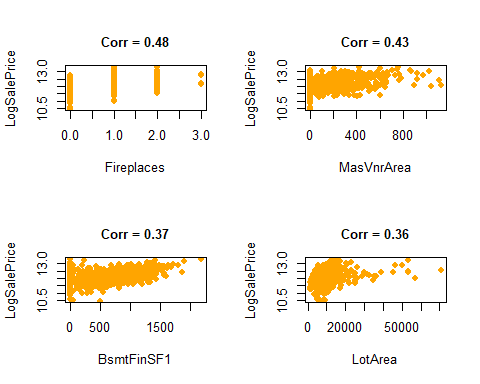 Corr = 0.48
LogSalePrice
10.5
13.0
0.0
1.0
2.0
3.0
Fireplaces
Corr = 0.43
LogSalePrice
10.5
13.0
0
400
800
MasVnrArea
Corr = 0.37
LogSalePrice
10.5
13.0
0
500
1500
BsmtFinSF1
Corr = 0.36
LogSalePrice
10.5
13.0
0
20000
50000
LotArea